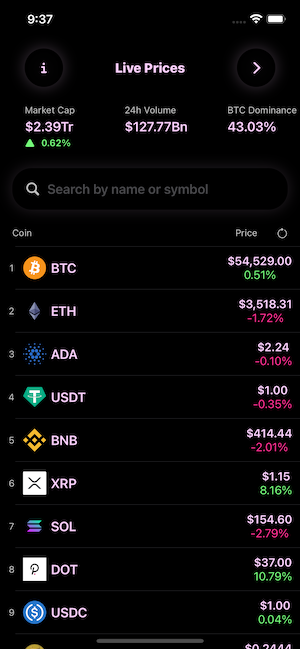 9:37
i
Live Prices
Market Cap 24h Volume BTC Dominance
$2.39Tr $127.77Bn 43.03%
0.62%
Search by name or symbol
Coin Price
1 BTC $54,529.00
0.51%
2 ETH $3,518.31
-1.72%
3 ADA $2.24
-0.10%
4 USDT $1.00
-0.35%
5 BNB $414.44
-2.01%
6 XRP $1.15
8.16%
7 SOL $154.60
-2.79%
8 DOT $37.00
10.79%
9 USDC $1.00
0.04%
$0.2444